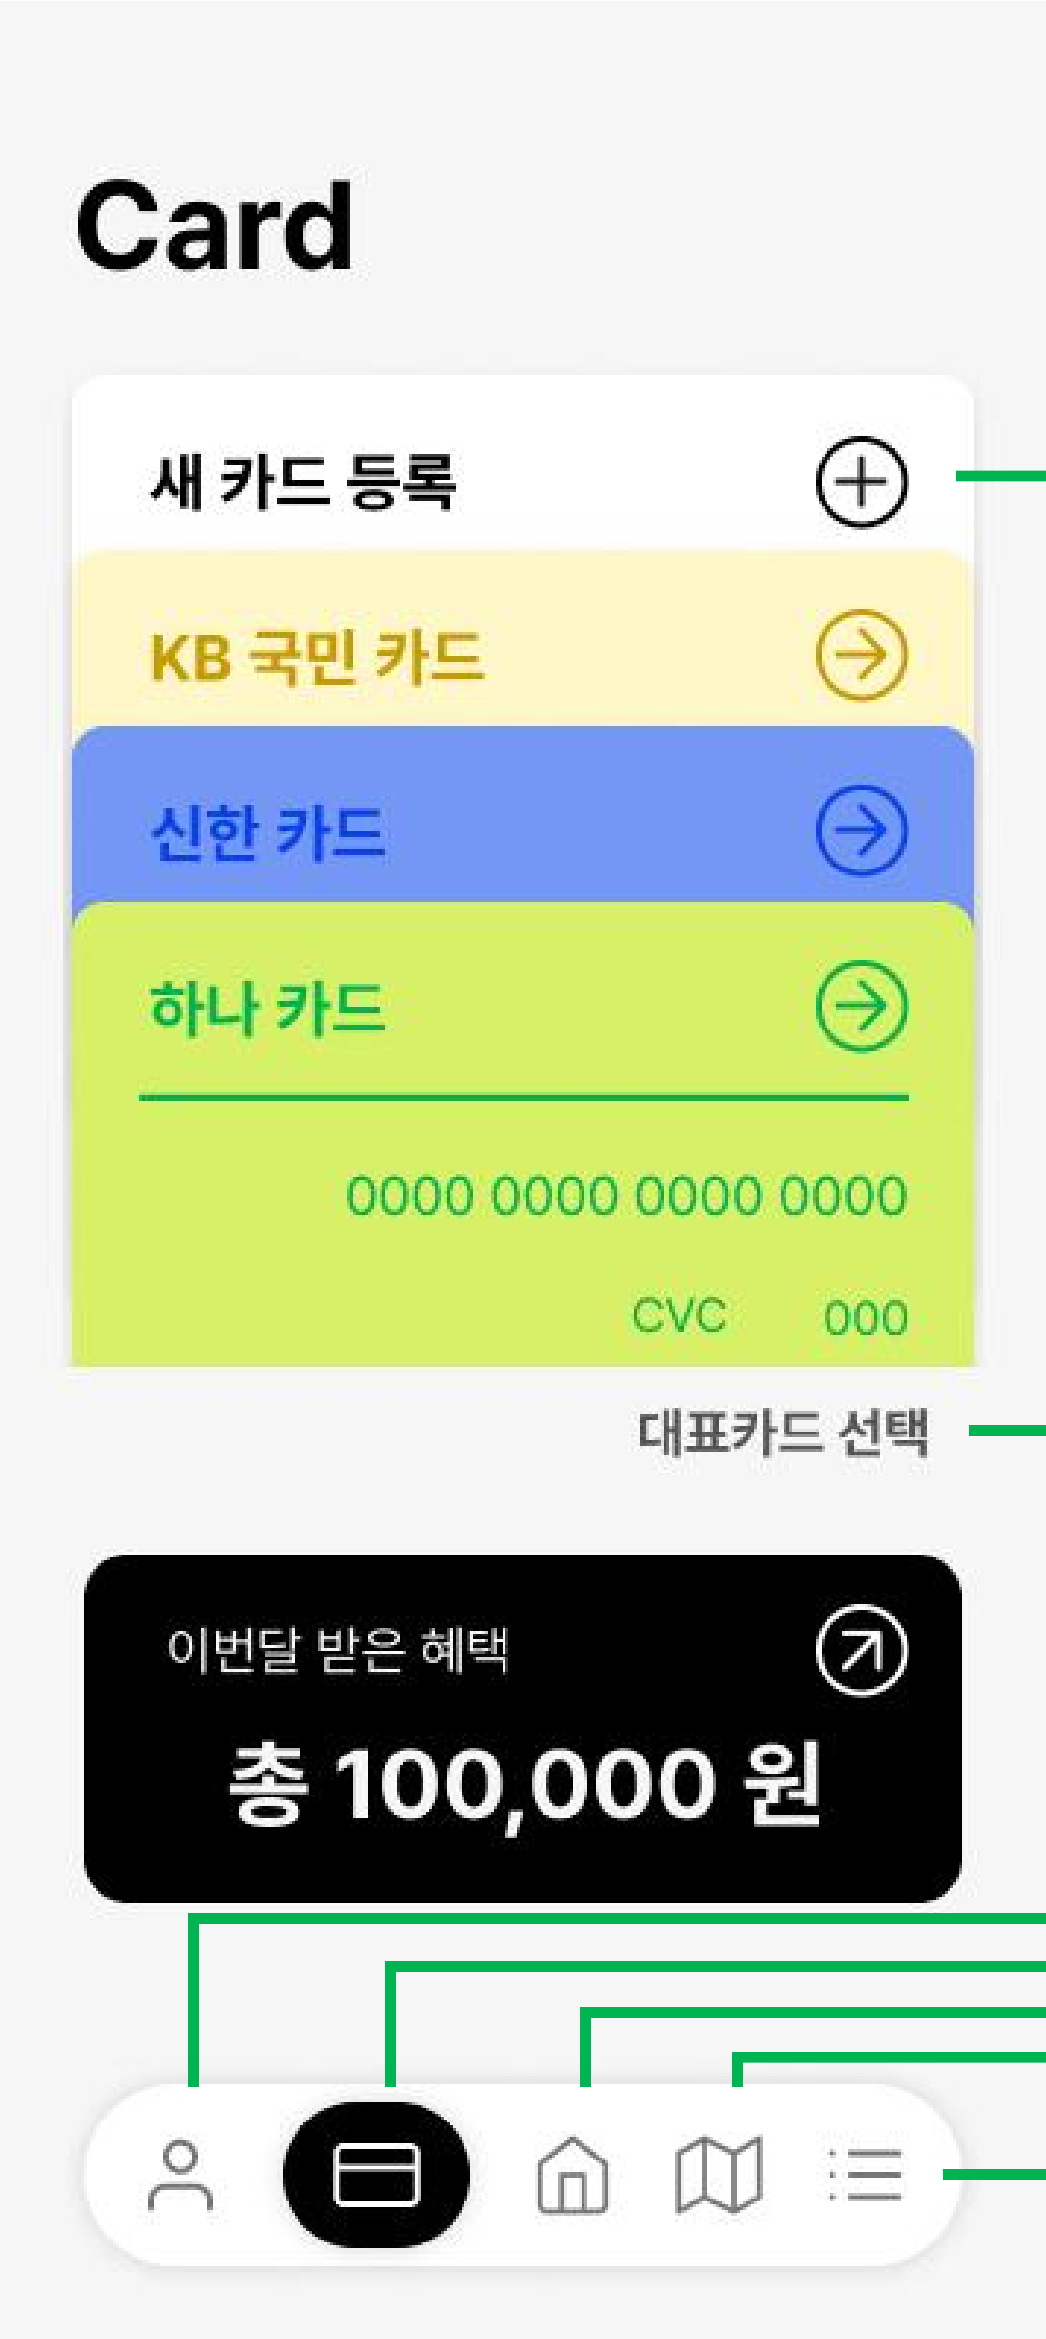 Card
새 카드 등록
KB 국민 카드
신한 카드
하나 카드
0000 0000 0000 0000
CVC 000
대표카드 선택
이번달 받은 혜택
총 100,000 원